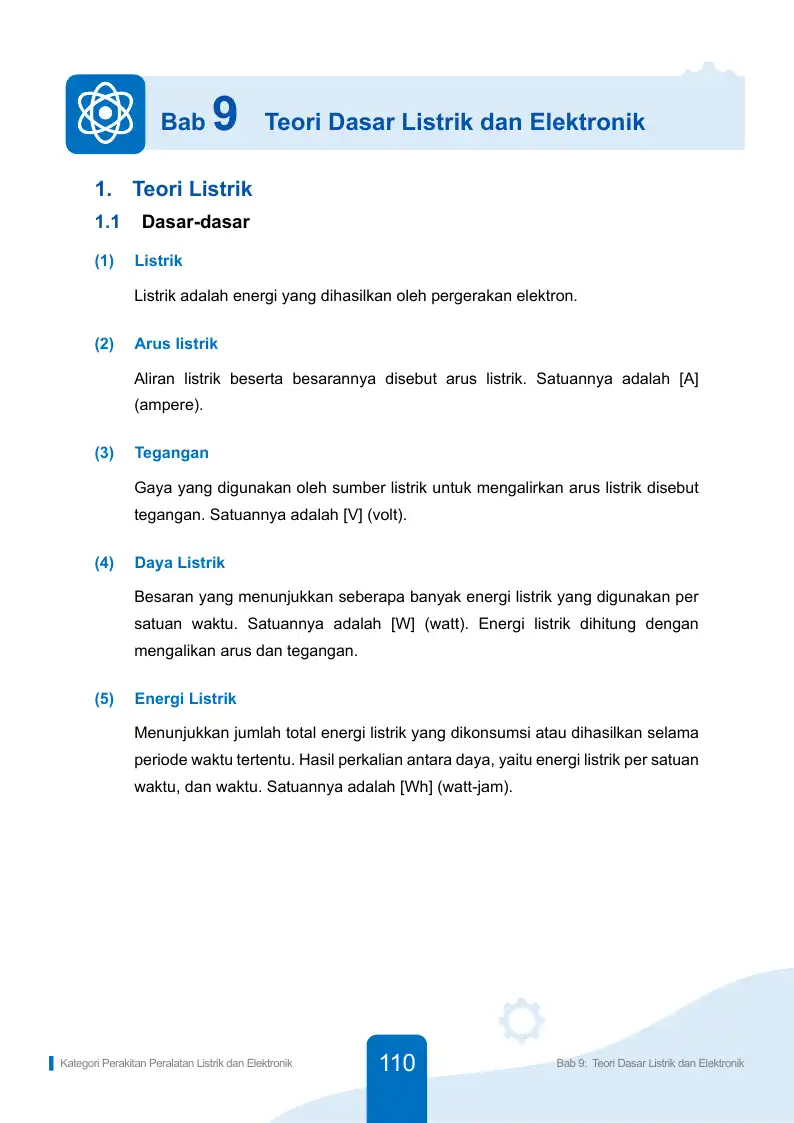 Bab 9 Teori Dasar Listrik dan Elektronik
1. Teori Listrik
1.1 Dasar-dasar
(1) Listrik
Listrik adalah energi yang dihasilkan oleh pergerakan elektron.
(2) Arus listrik
Aliran listrik beserta besarannya disebut arus listrik. Satuannya adalah [A]
(ampere).
(3) Tegangan
Gaya yang digunakan oleh sumber listrik untuk mengalirkan arus listrik disebut
tegangan. Satuannya adalah [V] (volt).
(4) Daya Listrik
Besaran yang menunjukkan seberapa banyak energi listrik yang digunakan per
satuan waktu. Satuannya adalah [W] (watt). Energi listrik dihitung dengan
mengalikan arus dan tegangan.
(5) Energi Listrik
Menunjukkan jumlah total energi listrik yang dikonsumsi atau dihasilkan selama
periode waktu tertentu. Hasil perkalian antara daya, yaitu energi listrik per satuan
waktu, dan waktu. Satuannya adalah [Wh] (watt-jam).
Kategori Perakitan Peralatan Listrik dan Elektronik
110
Bab 9: Teori Dasar Listrik dan Elektronik